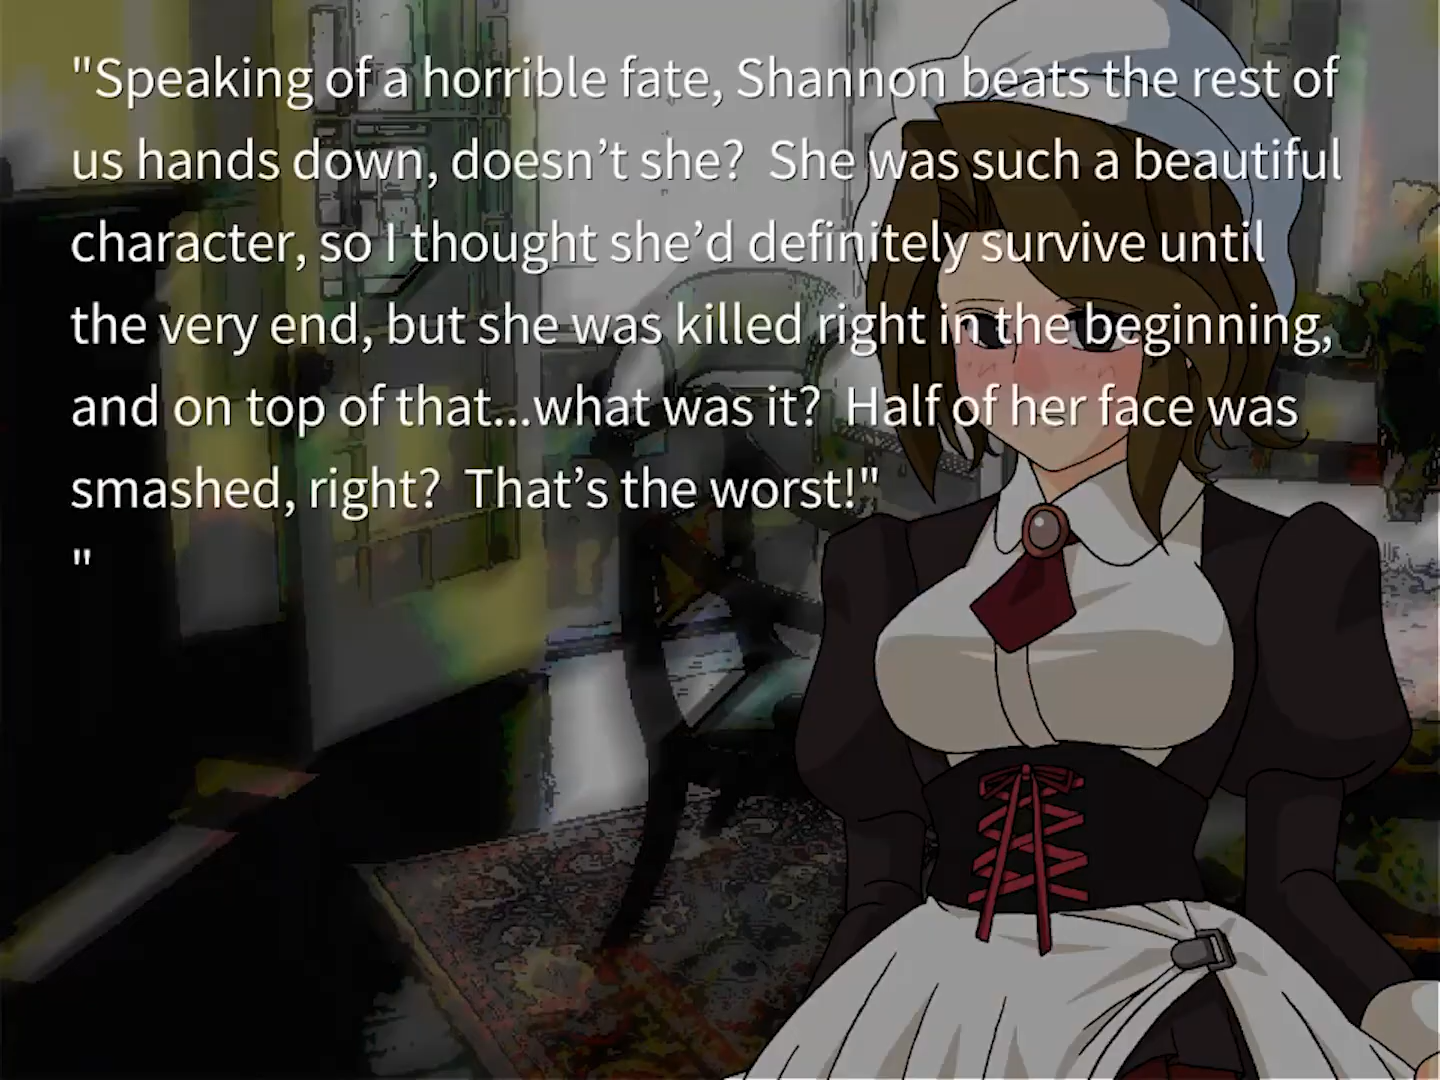 "Speaking of a horrible fate, Shannon beats the rest of
us hands down, doesn’t she?  She was such a beautiful
character, so I thought she’d definitely survive until
the very end, but she was killed right in the beginning,
and on top of that...what was it?  Half of her face was
smashed, right?  That’s the worst!"
"